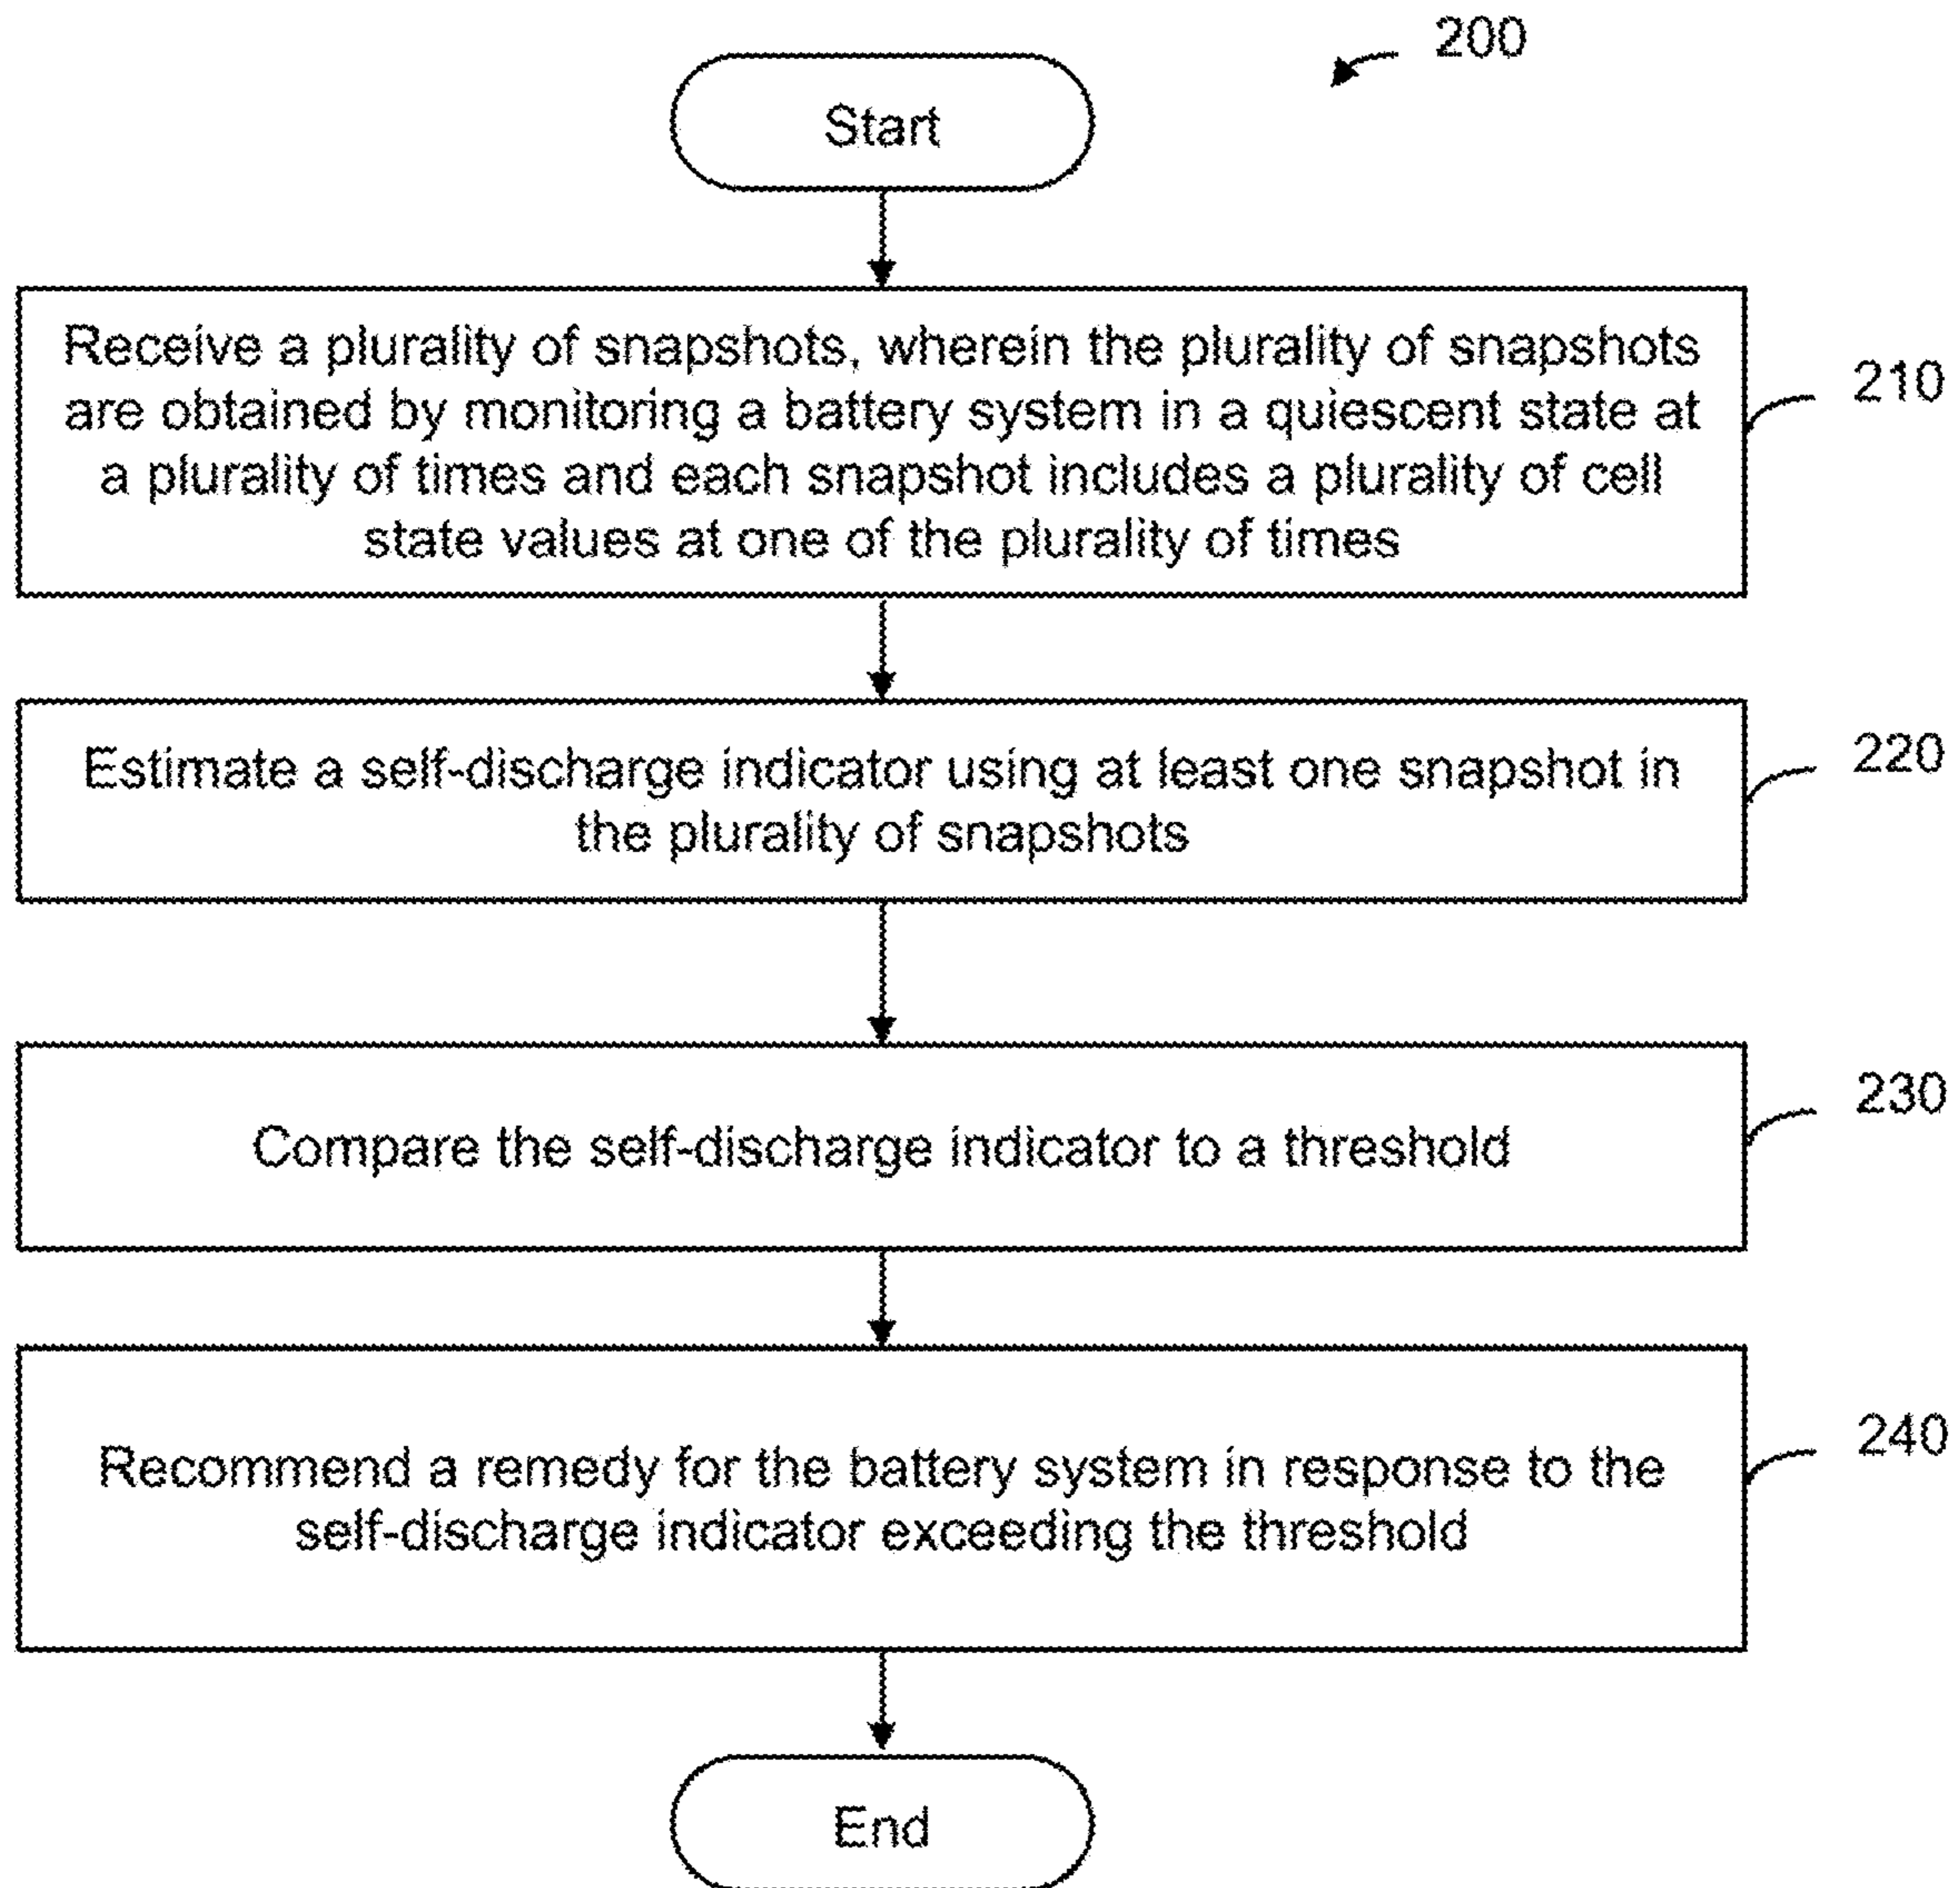 200
Start
Receive a plurality of snapshots, wherein the plurality of snapshots
are obtained by monitoring a battery system in a quiescent state at
a plurality of times and each snapshot includes a plurality of cell
state values at one of the plurality of times
210
Estimate a self-discharge indicator using at least one snapshot in
the plurality of snapshots
220
Compare the self-discharge indicator to a threshold
230
Recommend a remedy for the battery system in response to the
self-discharge indicator exceeding the threshold
240
End